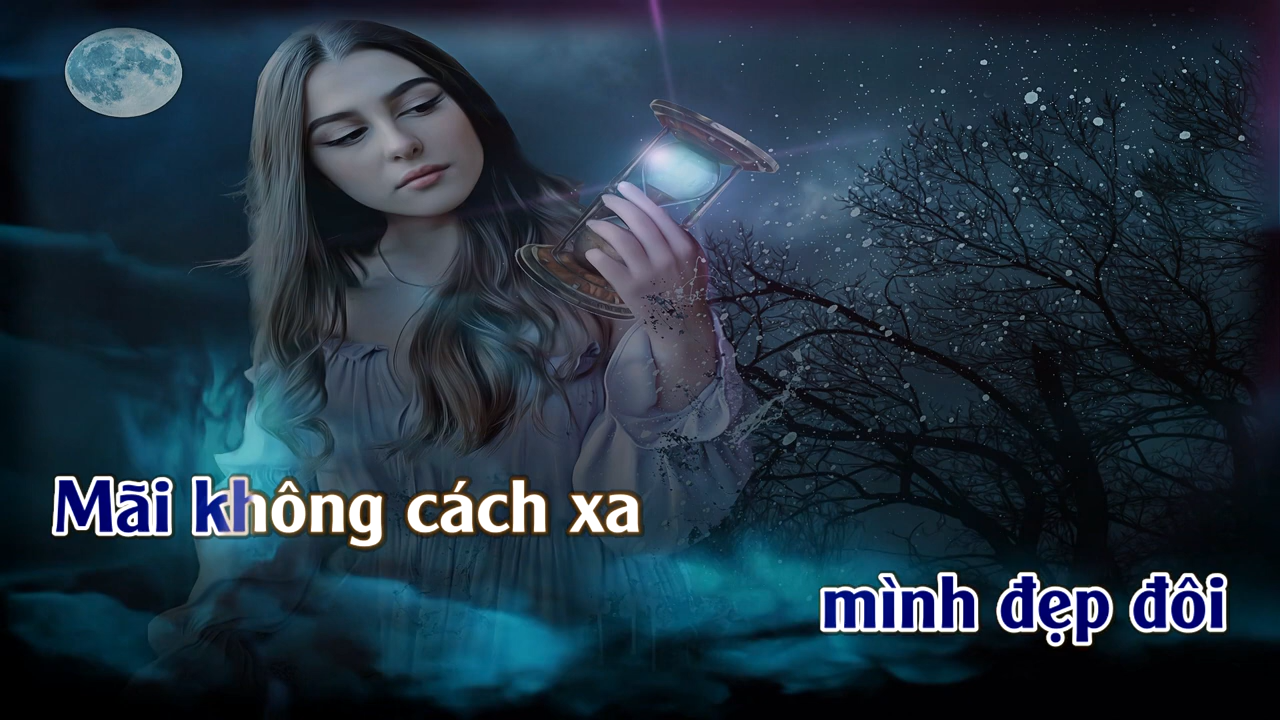 Mãi không cách xa
mình đẹp đôi